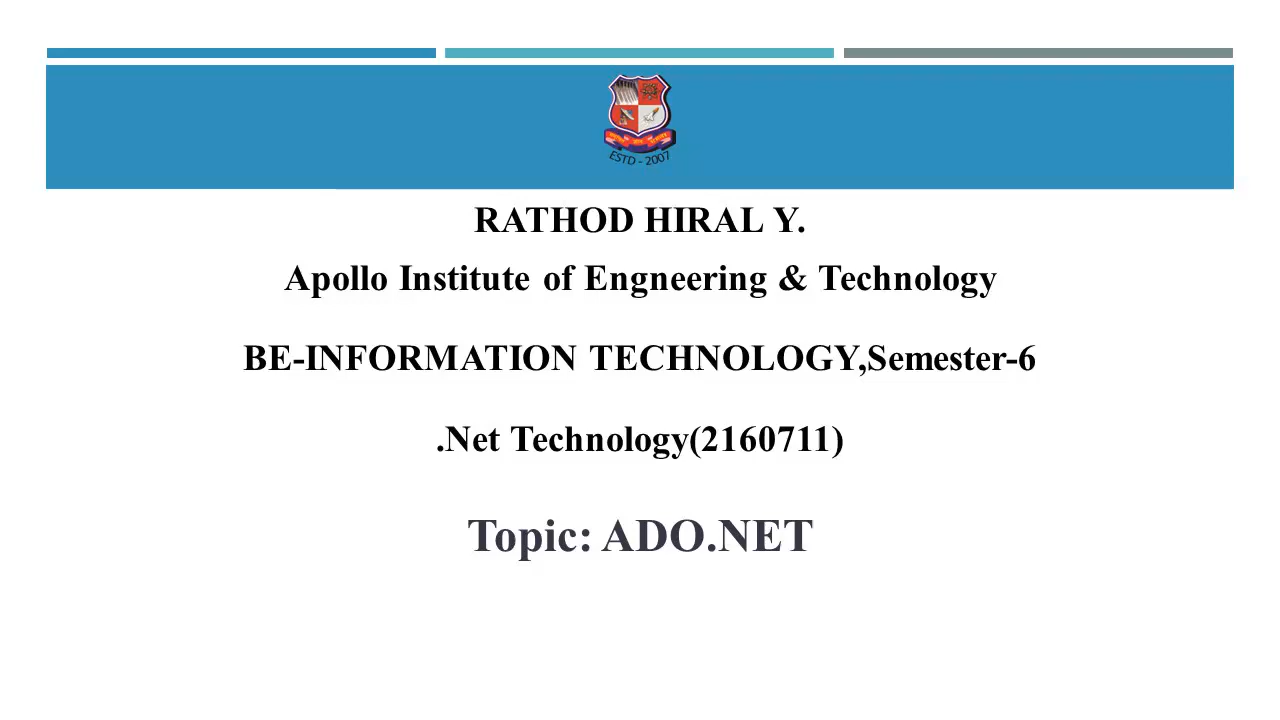 ESTD - 2007
RATHOD HIRAL Y.
Apollo Institute of Engneering & Technology
BE-INFORMATION TECHNOLOGY,Semester-6
.Net Technology(2160711)
Topic: ADO.NET